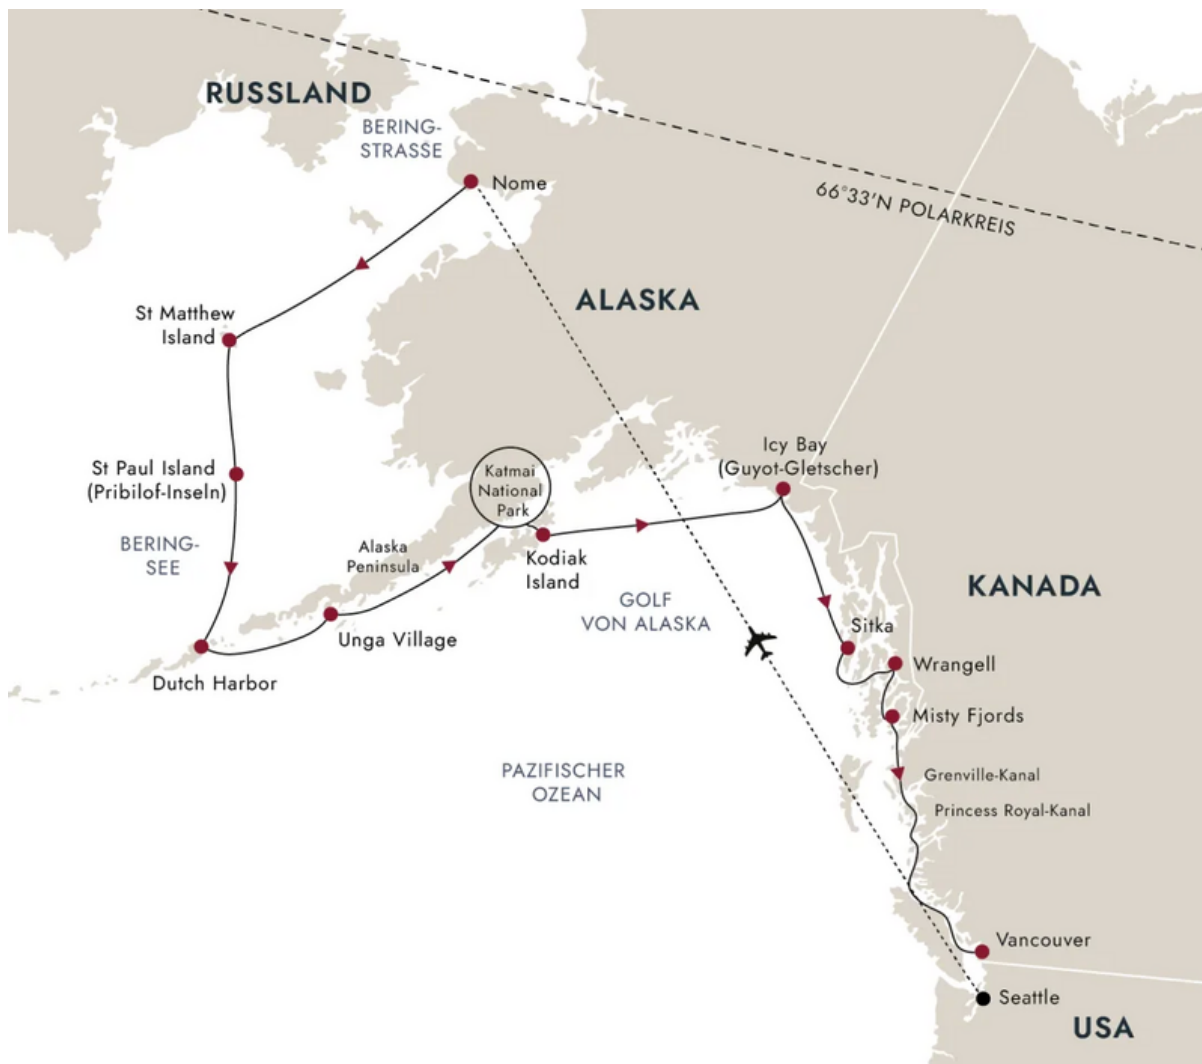 RUSSLAND
BERING-
STRASSE
Nome
66°33'N POLARKREIS
ALASKA
St Matthew
Island
Icy Bay
(Guyot-Gletscher)
St Paul Island
(Pribilof-Inseln)
Katmai
National
Park
BERING-
SEE
Alaska
Peninsula
Kodiak
Island
KANADA
GOLF
VON ALASKA
Sitka
Unga Village
Wrangell
Dutch Harbor
Misty Fjords
PAZIFISCHER
OZEAN
Grenville-Kanal
Princess Royal-Kanal
Vancouver
Seattle
USA